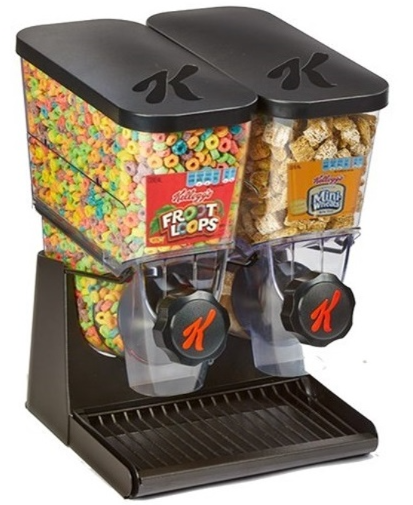 K
K
Kellogg's
FROOT
LOOPS
Kellogg's
Mini
Wheats
K
K